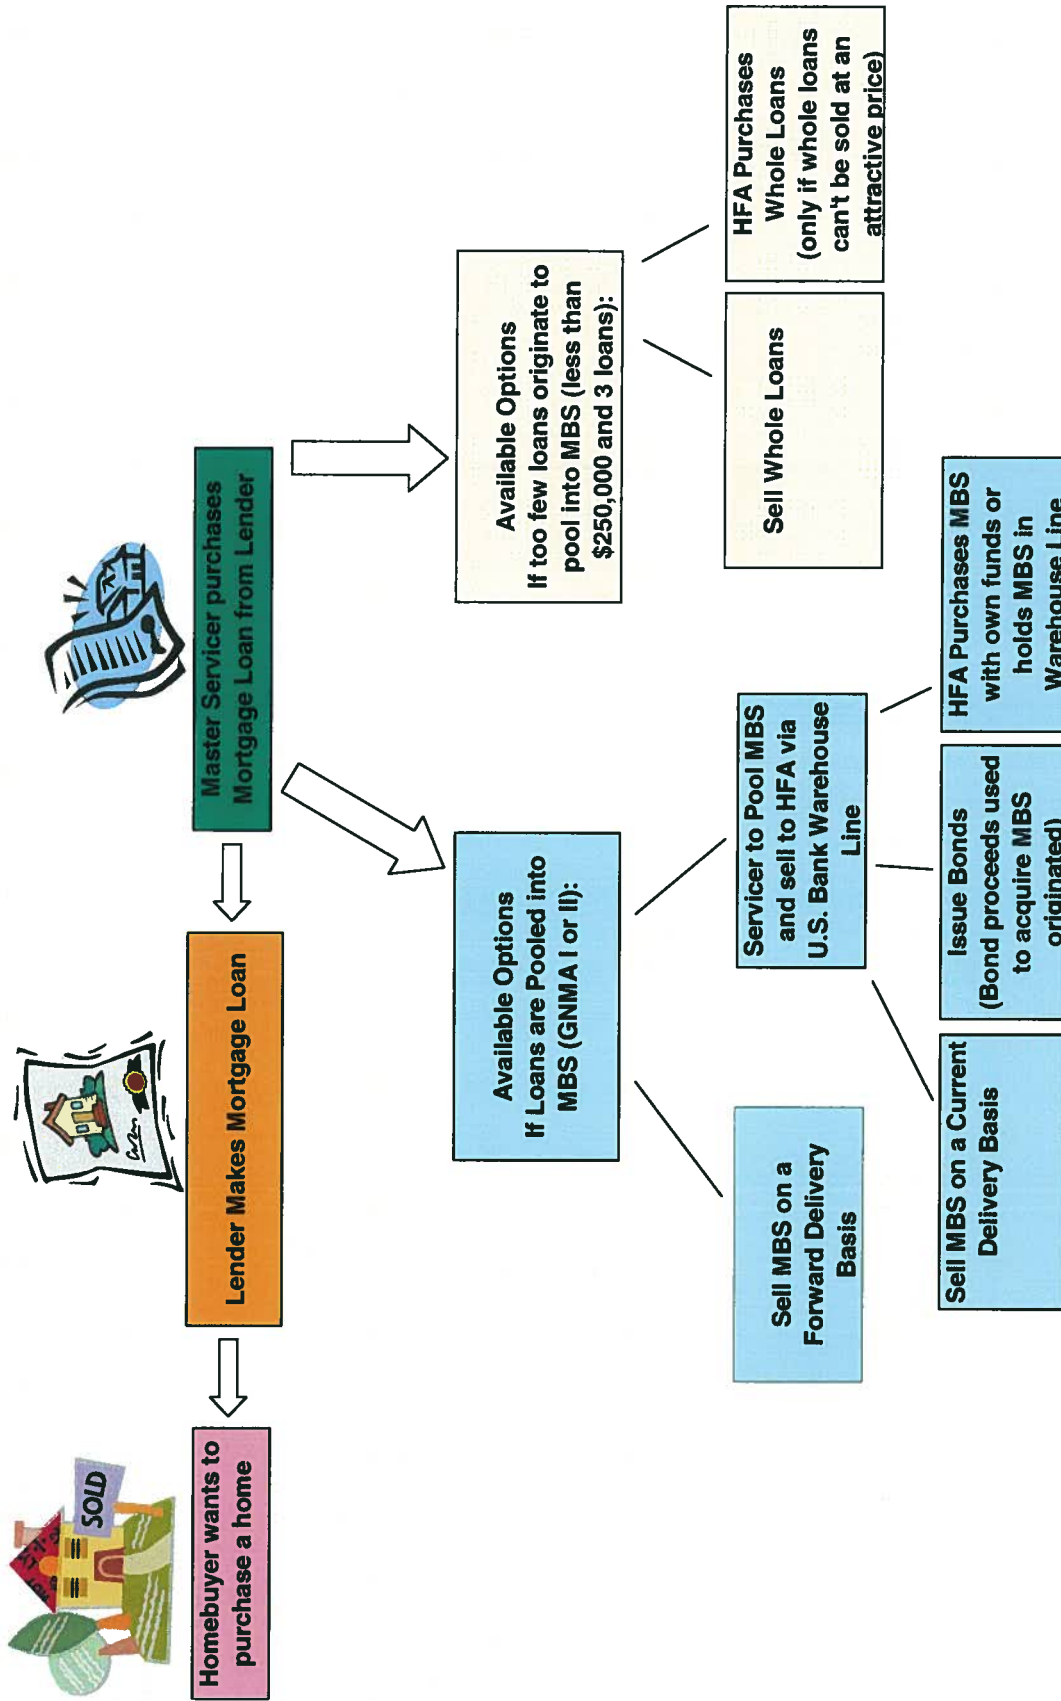 SOLD
Homebuyer wants to
purchase a home
Lender Makes Mortgage Loan
Master Servicer purchases
Mortgage Loan from Lender
Available Options
If Loans are Pooled into
MBS (GNMA I or II):
Available Options
If too few loans originate to
pool into MBS (less than
$250,000 and 3 loans):
Sell MBS on a
Forward Delivery
Basis
Servicer to Pool MBS
and sell to HFA via
U.S. Bank Warehouse
Line
Sell Whole Loans
HFA Purchases
Whole Loans
(only if whole loans
can't be sold at an
attractive price)
Sell MBS on a Current
Delivery Basis
Issue Bonds
(Bond proceeds used
to acquire MBS
originated)
HFA Purchases MBS
with own funds or
holds MBS in
Warehouse Line